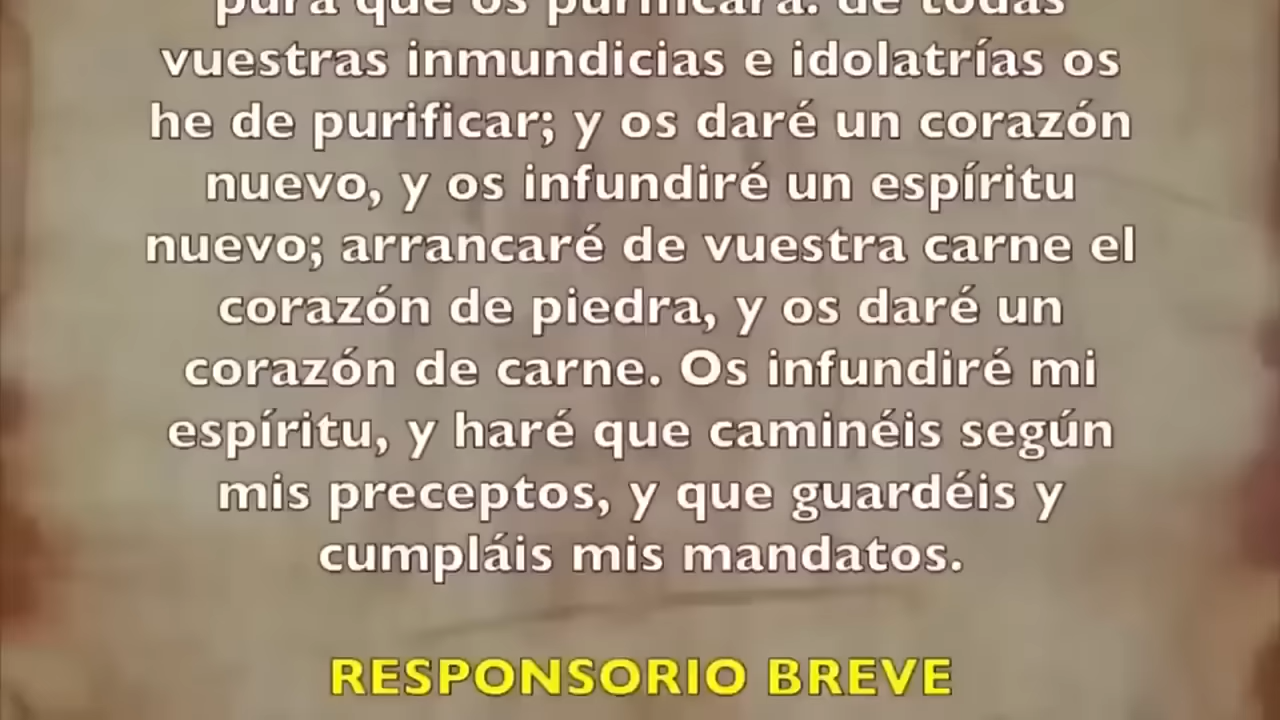 pura que os purificará: de todas
vuestras inmundicias e idolatrías os
he de purificar; y os daré un corazón
nuevo, y os infundiré un espíritu
nuevo; arrancaré de vuestra carne el
corazón de piedra, y os daré un
corazón de carne. Os infundiré mi
espíritu, y haré que caminéis según
mis preceptos, y que guardéis y
cumpláis mis mandatos.
RESPONSORIO BREVE